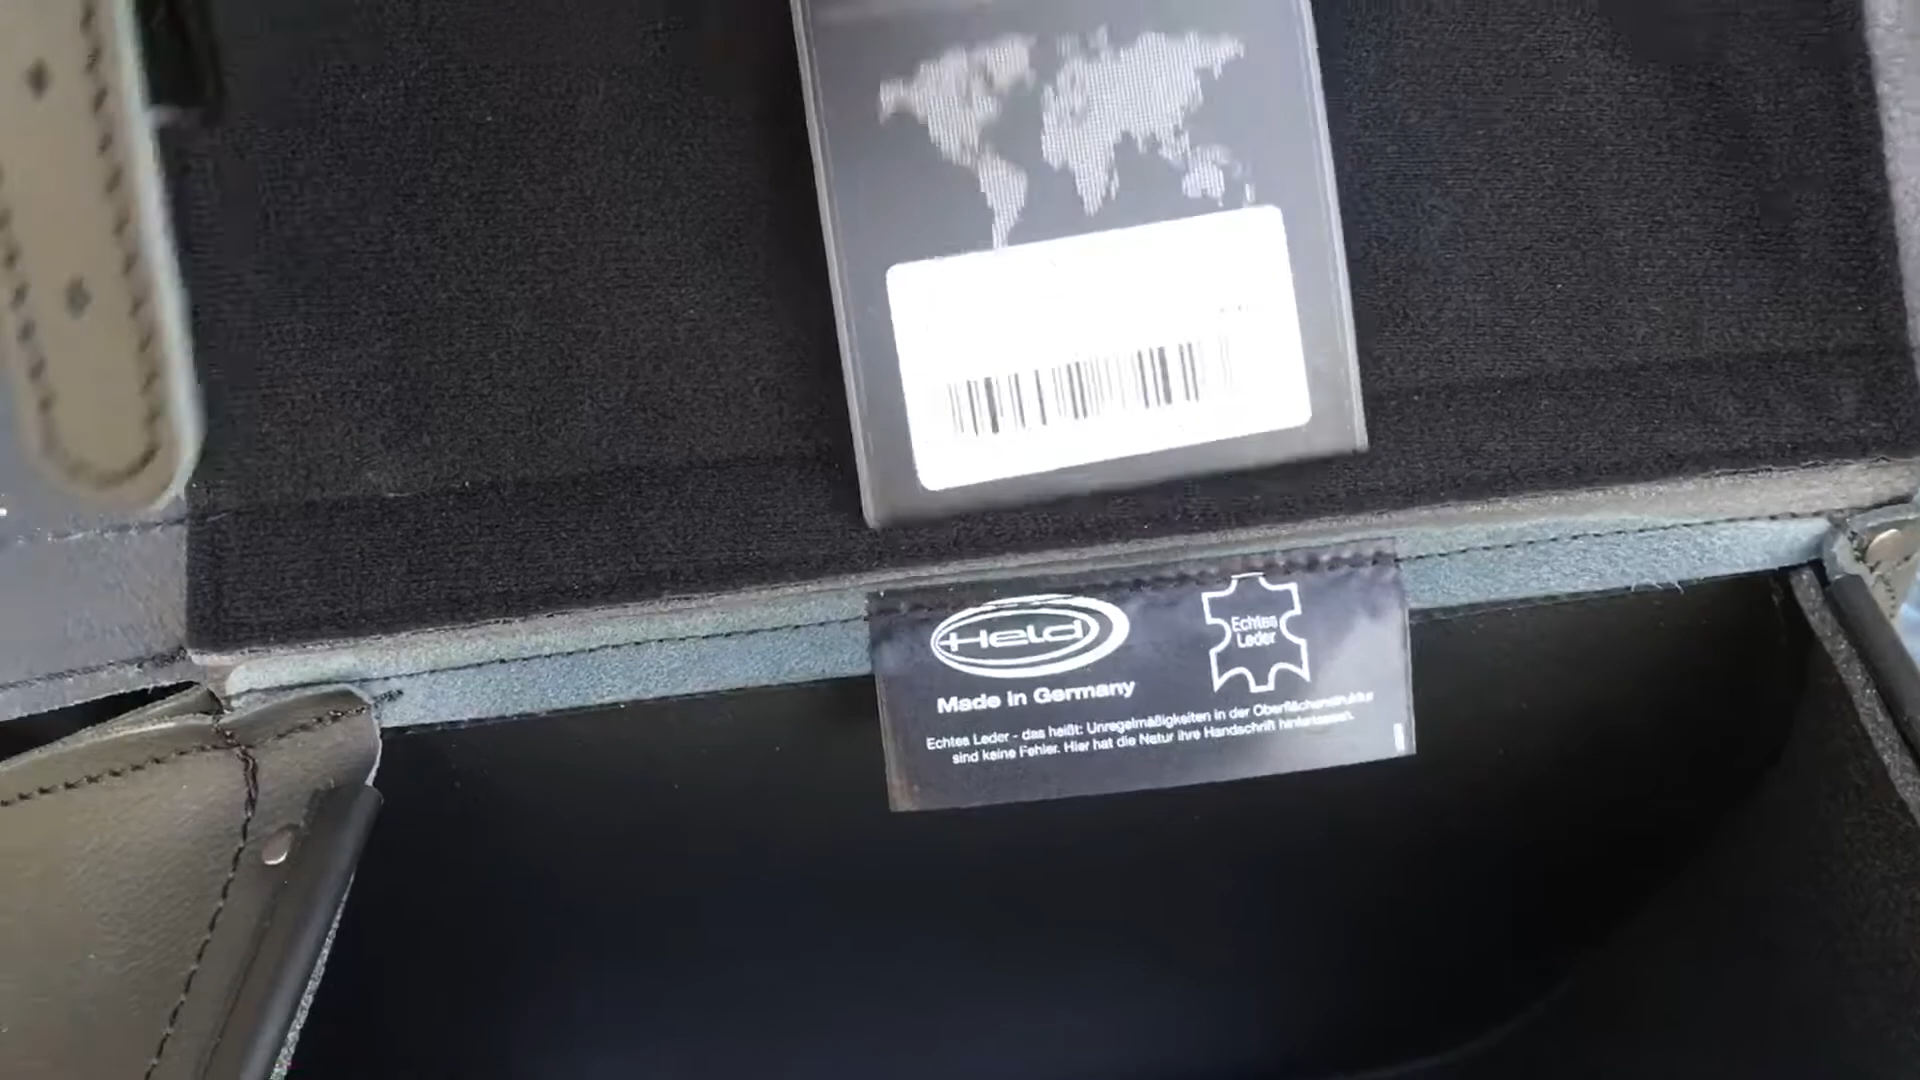 Held
Echtes
Leder
Made in Germany
Echtes Leder - das heißt: Unregelmäßigkeiten in der Oberflächenstruktur
sind keine Fehler. Hier hat die Natur ihre Handschrift hinterlassen.